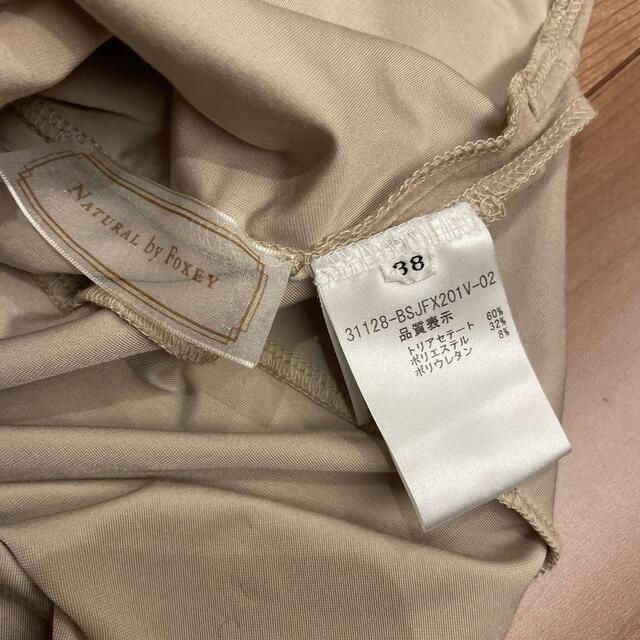 NATURAL by FOXEY
38
31128-BSJFX201V-02
品質表示
トリアセテート 60%
ポリエステル 32%
ポリウレタン 8%